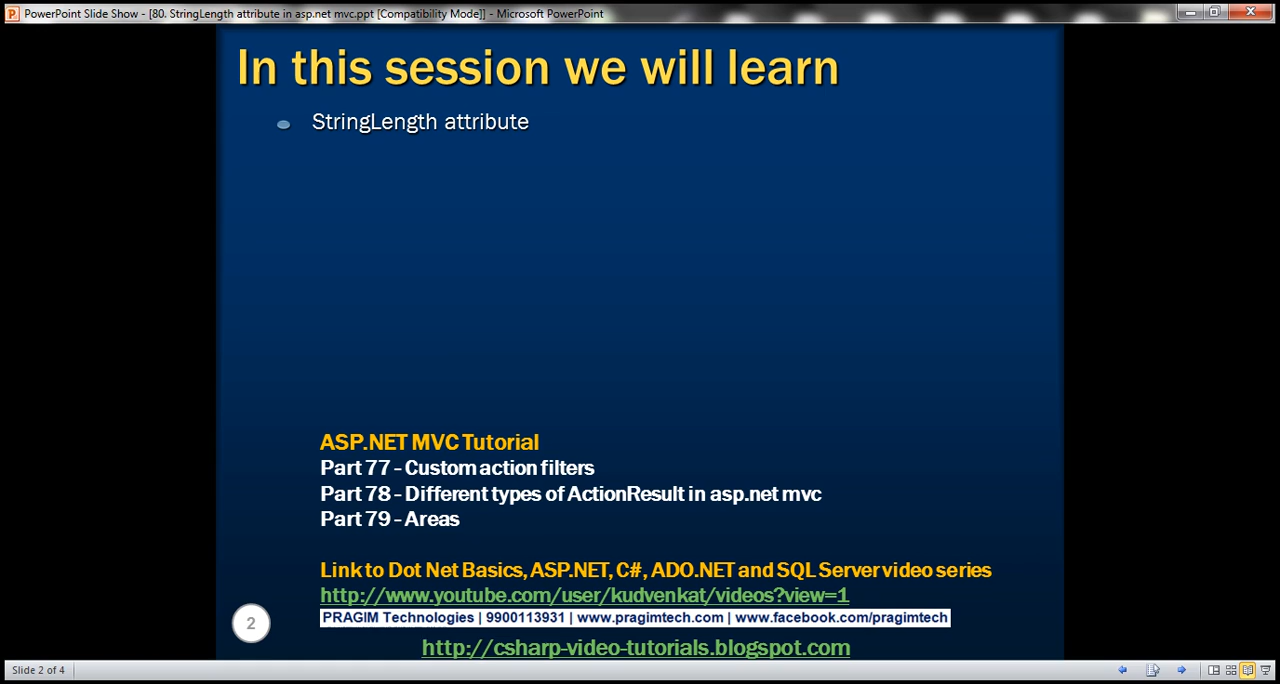 PowerPoint Slide Show - [80. StringLength attribute in asp.net mvc.ppt [Compatibility Mode]] - Microsoft PowerPoint
In this session we will learn
StringLength attribute
ASP.NET MVC Tutorial
Part 77 - Custom action filters
Part 78 - Different types of ActionResult in asp.net mvc
Part 79 - Areas
Link to Dot Net Basics, ASP.NET, C#, ADO.NET and SQL Server video series
http://www.youtube.com/user/kudvenkat/videos?view=1
PRAGIM Technologies | 9900113931 | www.pragimtech.com | www.facebook.com/pragimtech
2
http://csharp-video-tutorials.blogspot.com
Slide 2 of 4